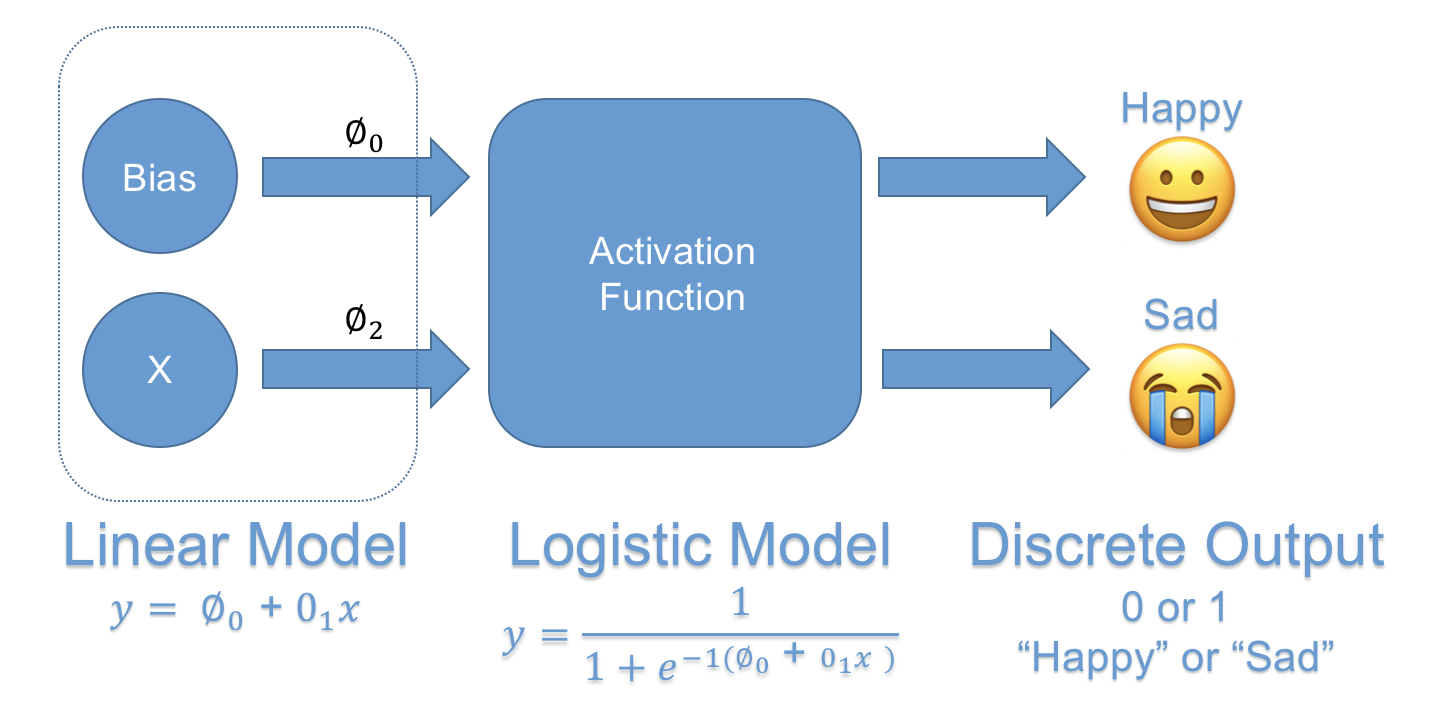 Bias
∅₀
X
∅₂
Activation
Function
Happy
Sad
Linear Model
y = ∅₀ + 0₁x
Logistic Model
1
y =
1 + e^−1(∅₀ + 0₁x )
Discrete Output
0 or 1
“Happy” or “Sad”